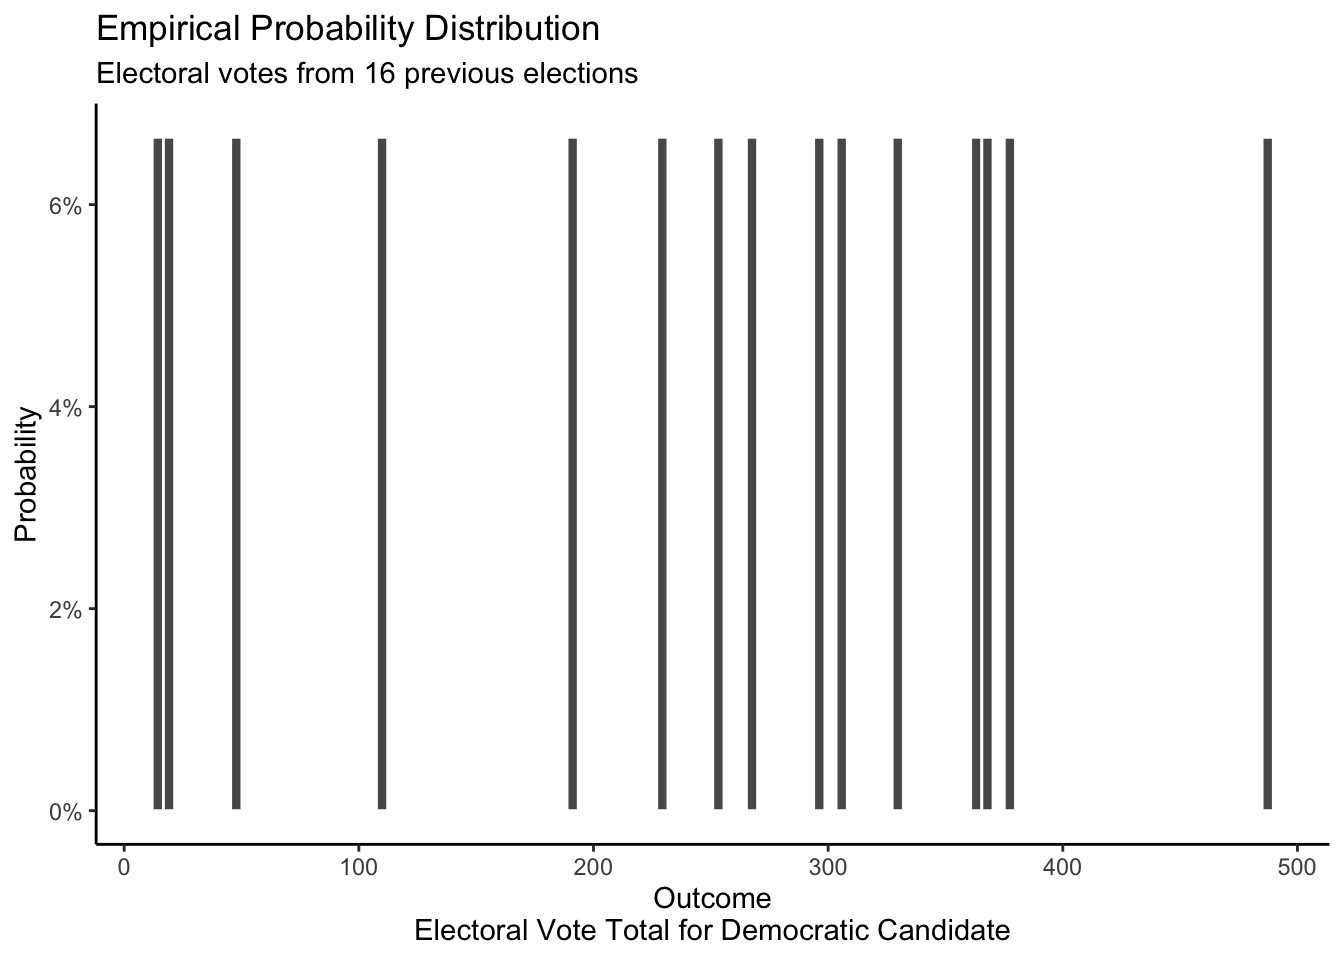 Empirical Probability Distribution
Electoral votes from 16 previous elections
Probability
6%
4%
2%
0%
0 100 200 300 400 500
Outcome
Electoral Vote Total for Democratic Candidate